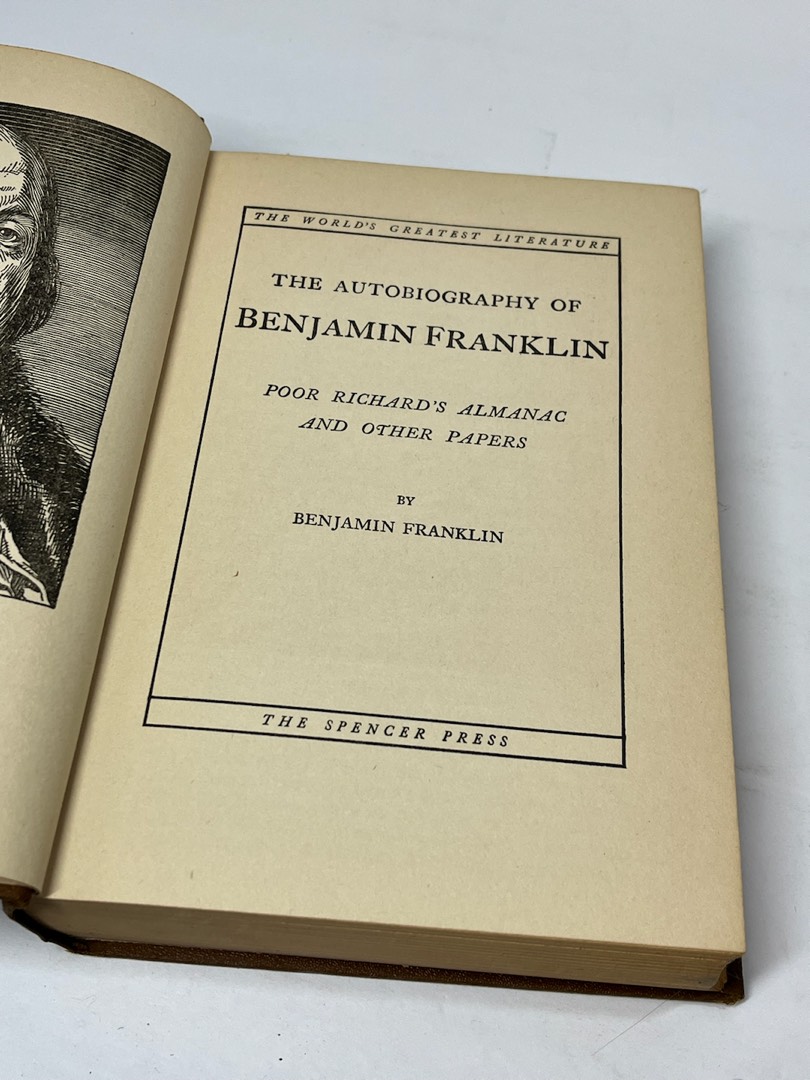 THE WORLD'S GREATEST LITERATURE
THE AUTOBIOGRAPHY OF
BENJAMIN FRANKLIN
POOR RICHARD'S ALMANAC
AND OTHER PAPERS
BY
BENJAMIN FRANKLIN
THE SPENCER PRESS